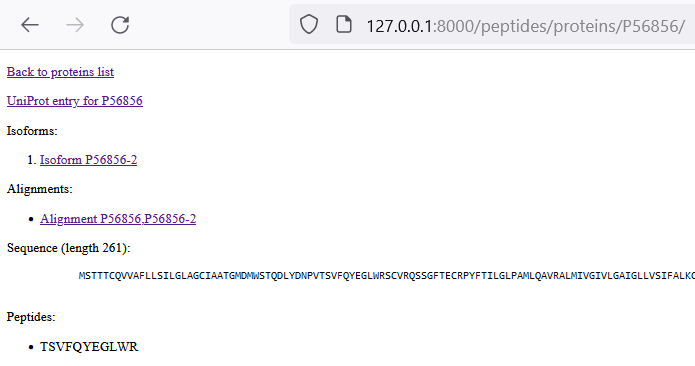 127.0.0.1:8000/peptides/proteins/P56856/
Back to proteins list
UniProt entry for P56856
Isoforms:
1. Isoform P56856-2
Alignments:
• Alignment P56856,P56856-2
Sequence (length 261):
MSTTTCQVVAFLLSILGLAGCIAATGMDMWSTQDLYDNPVTSVFQYEGLWRSCVRQSSGFTECRPYFTILGLPAMLQAVRALMIVGIVLGAIGLLVSIFALKC
Peptides:
• TSVFQYEGLWR